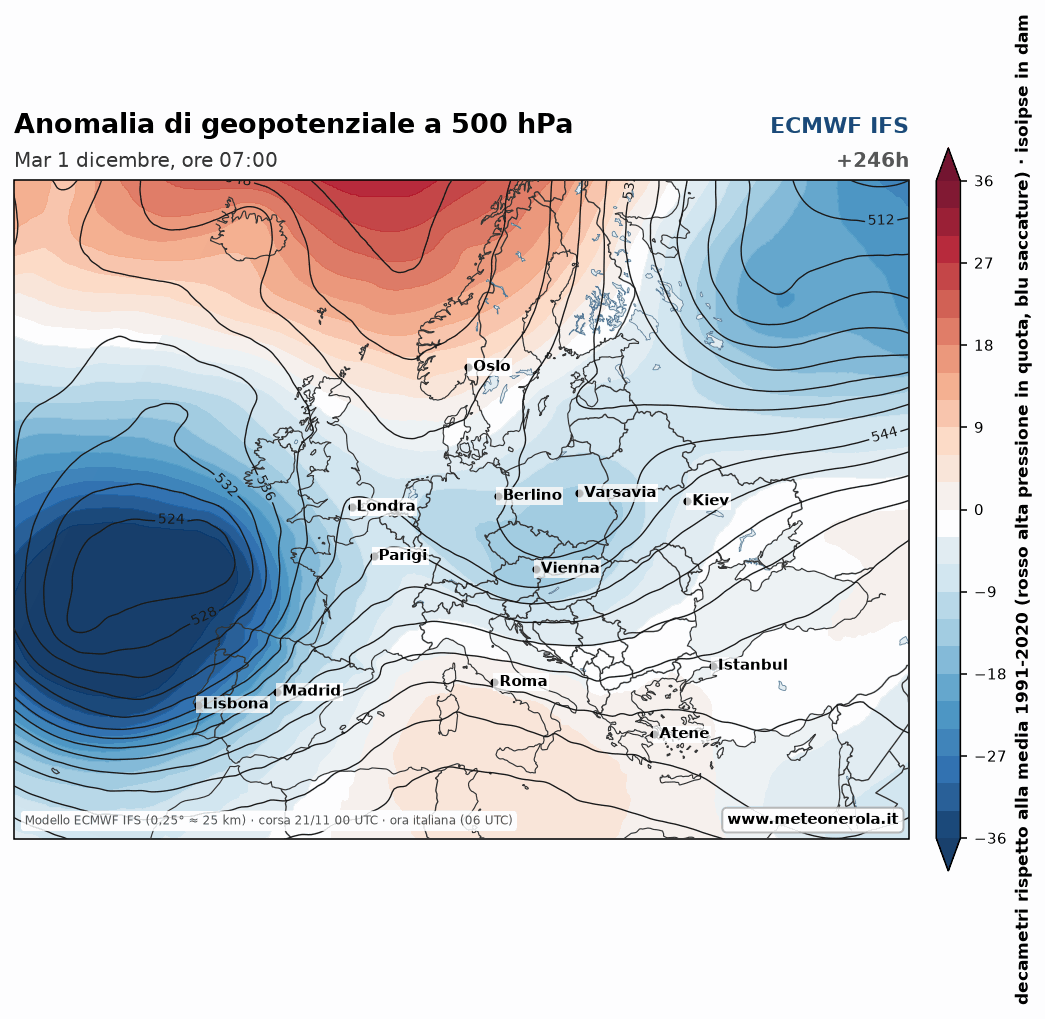 Anomalia di geopotenziale a 500 hPa
ECMWF IFS
Mar 1 dicembre, ore 07:00
+246h
512
544
536
532
524
528
Oslo
Berlino
Varsavia
Kiev
Londra
Parigi
Vienna
Istanbul
Roma
Madrid
Lisbona
Atene
Modello ECMWF IFS (0,25° ≈ 25 km) · corsa 21/11 00 UTC · ora italiana (06 UTC)
www.meteonerola.it
36
27
18
9
0
−9
−18
−27
−36
decametri rispetto alla media 1991-2020 (rosso alta pressione in quota, blu saccature) · isoipse in dam